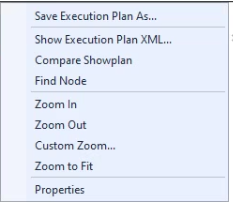 Save Execution Plan As...
Show Execution Plan XML...
Compare Showplan
Find Node
Zoom In
Zoom Out
Custom Zoom...
Zoom to Fit
Properties